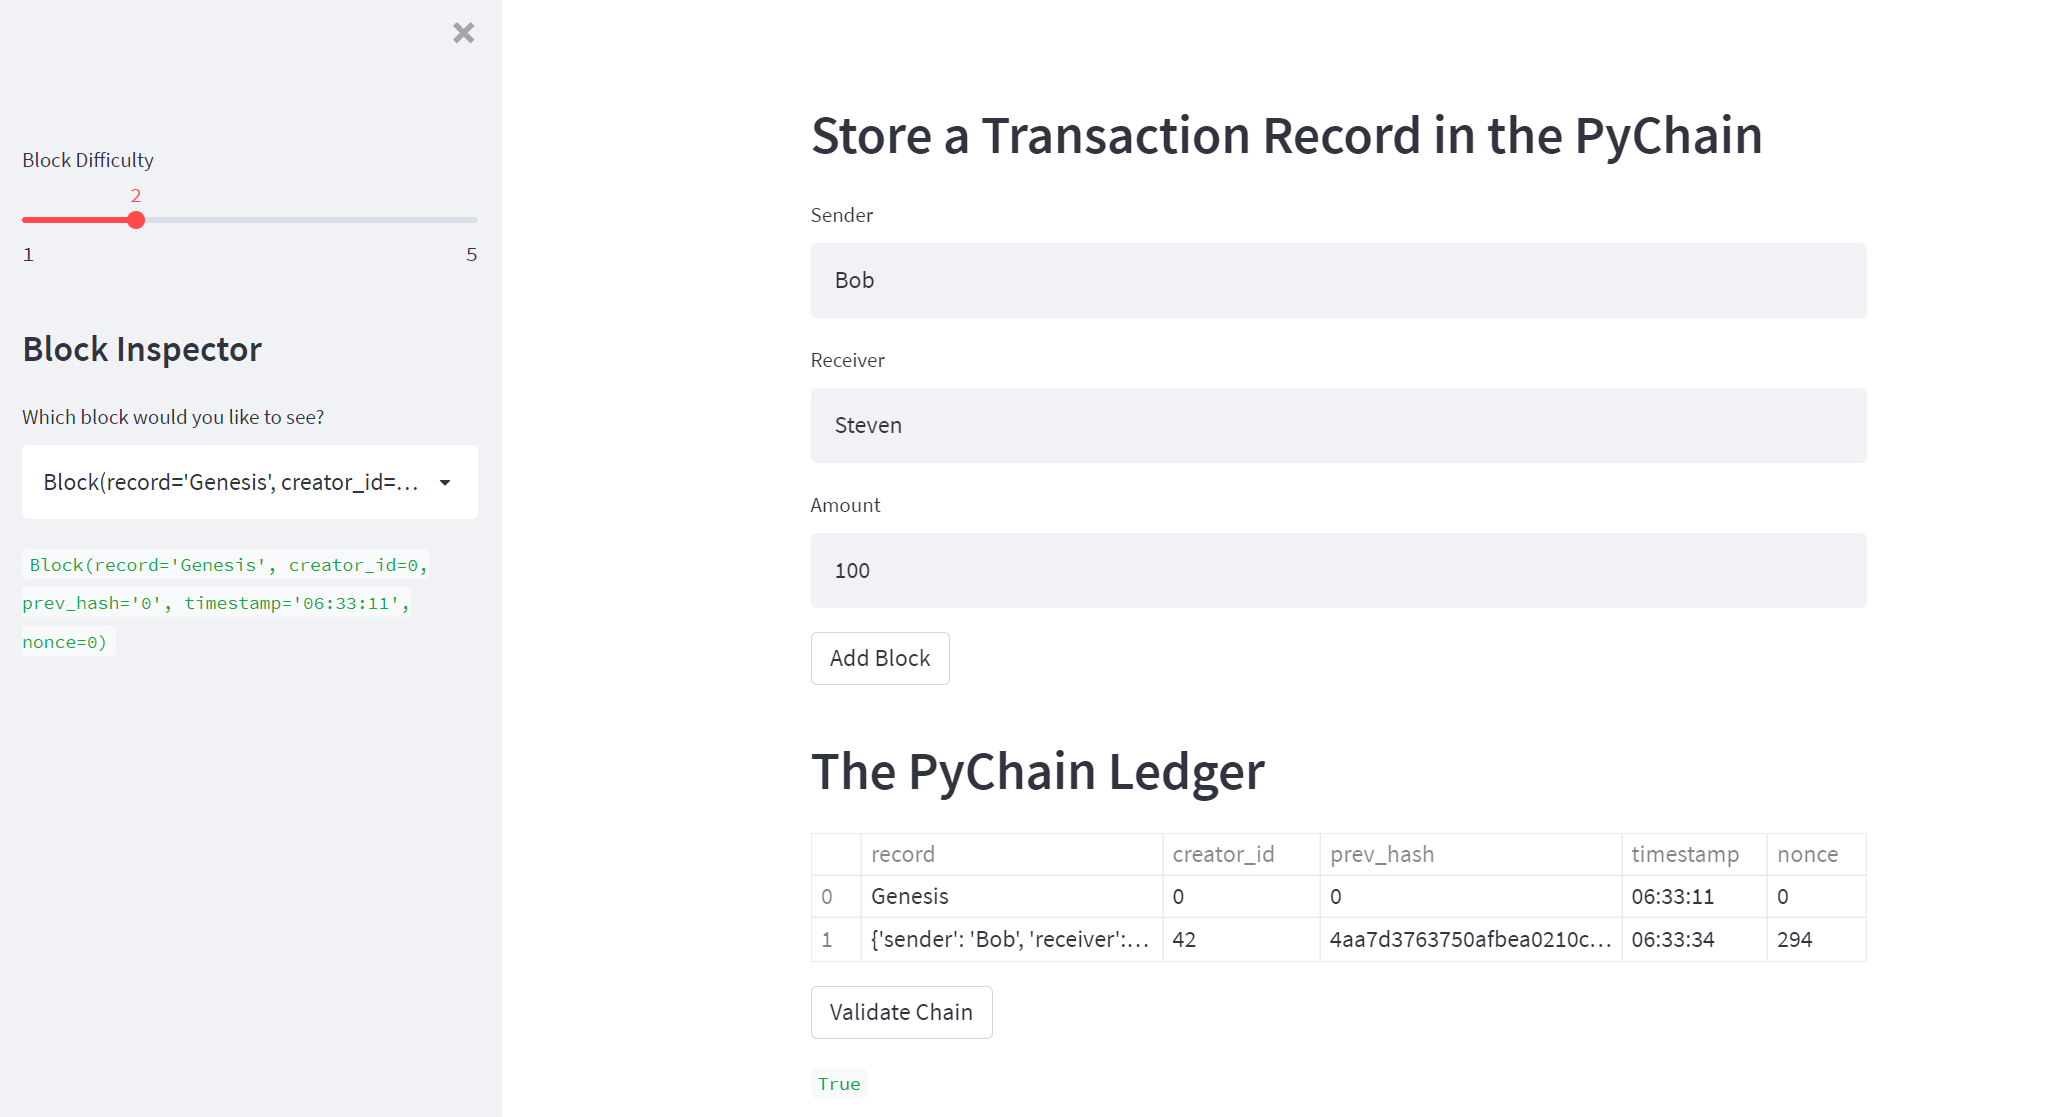 Block Difficulty
2
1 5
Block Inspector
Which block would you like to see?
Block(record='Genesis', creator_id=...
Block(record='Genesis', creator_id=0,
prev_hash='0', timestamp='06:33:11',
nonce=0)
Store a Transaction Record in the PyChain
Sender
Bob
Receiver
Steven
Amount
100
Add Block
The PyChain Ledger
record creator_id prev_hash timestamp nonce
0 Genesis 0 0 06:33:11 0
1 {'sender': 'Bob', 'receiver':... 42 4aa7d3763750afbea0210c... 06:33:34 294
Validate Chain
True